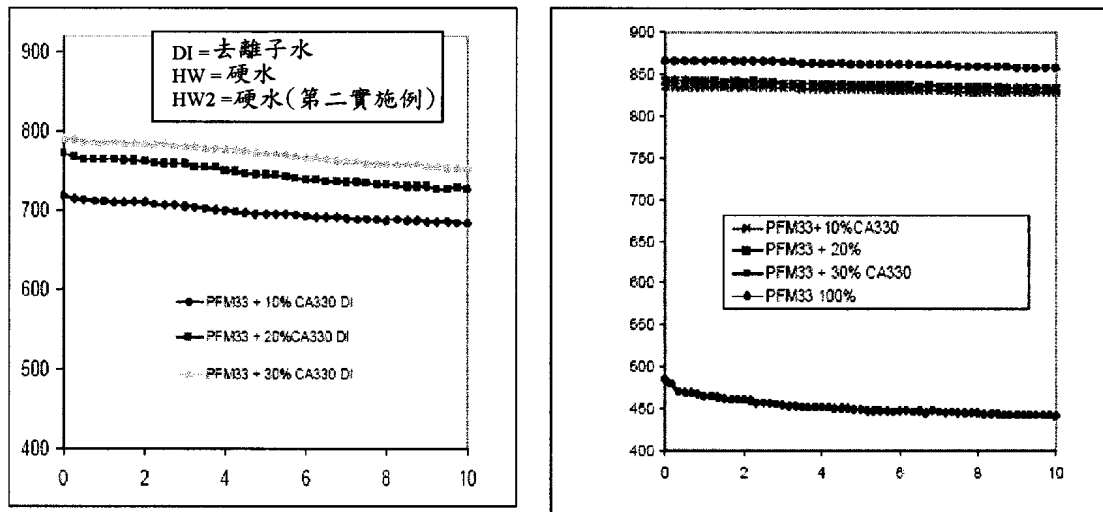 DI = 去離子水
HW = 硬水
HW2 = 硬水(第二實施例)
900
800
700
600
500
400
PFM33 + 10% CA330 DI
PFM33 + 20%CA330 DI
PFM33 + 30% CA330 DI
0 2 4 6 8 10
900
850
800
750
700
650
600
550
500
450
400
PFM33+10%CA330
PFM33 + 20%
PFM33 + 30% CA330
PFM33 100%
0 2 4 6 8 10